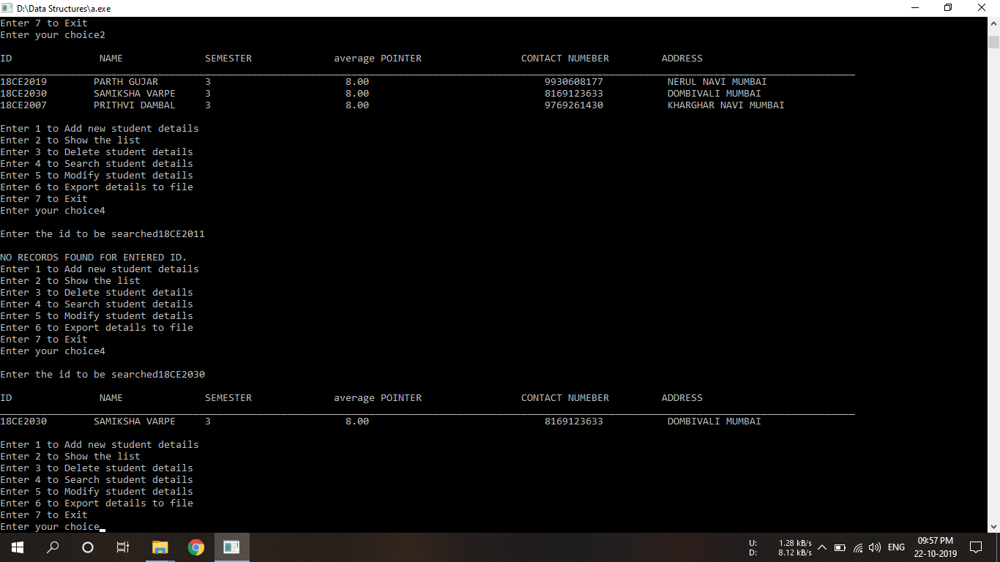 D:\Data Structures\a.exe
Enter 7 to Exit
Enter your choice2
ID NAME SEMESTER average POINTER CONTACT NUMEBER ADDRESS
18CE2019 PARTH GUJAR 3 8.00 9930608177 NERUL NAVI MUMBAI
18CE2030 SAMIKSHA VARPE 3 8.00 8169123633 DOMBIVALI MUMBAI
18CE2007 PRITHVI DAMBAL 3 8.00 9769261430 KHARGHAR NAVI MUMBAI
Enter 1 to Add new student details
Enter 2 to Show the list
Enter 3 to Delete student details
Enter 4 to Search student details
Enter 5 to Modify student details
Enter 6 to Export details to file
Enter 7 to Exit
Enter your choice4
Enter the id to be searched18CE2011
NO RECORDS FOUND FOR ENTERED ID.
Enter 1 to Add new student details
Enter 2 to Show the list
Enter 3 to Delete student details
Enter 4 to Search student details
Enter 5 to Modify student details
Enter 6 to Export details to file
Enter 7 to Exit
Enter your choice4
Enter the id to be searched18CE2030
ID NAME SEMESTER average POINTER CONTACT NUMEBER ADDRESS
18CE2030 SAMIKSHA VARPE 3 8.00 8169123633 DOMBIVALI MUMBAI
Enter 1 to Add new student details
Enter 2 to Show the list
Enter 3 to Delete student details
Enter 4 to Search student details
Enter 5 to Modify student details
Enter 6 to Export details to file
Enter 7 to Exit
Enter your choice
U: 1.28 kB/s
D: 8.12 kB/s
ENG
09:57 PM
22-10-2019